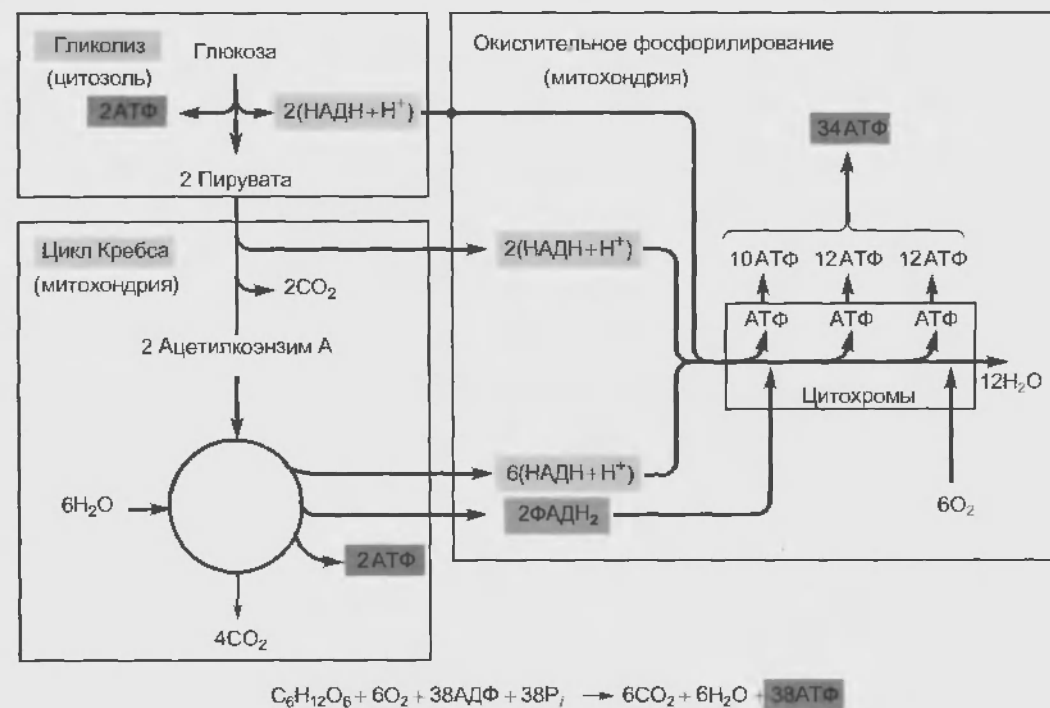 Гликолиз
(цитозоль)
Глюкоза
2АТФ
2(НАДН+Н⁺)
2 Пирувата
Цикл Кребса
(митохондрия)
2CO₂
2 Ацетилкоэнзим А
6H₂O
2АТФ
4CO₂
Окислительное фосфорилирование
(митохондрия)
34АТФ
2(НАДН+Н⁺)
10АТФ 12АТФ 12АТФ
АТФ АТФ АТФ
Цитохромы
12H₂O
6(НАДН+Н⁺)
2ФАДН₂
6O₂
C₆H₁₂O₆ + 6O₂ + 38АДФ + 38Pᵢ → 6CO₂ + 6H₂O + 38АТФ